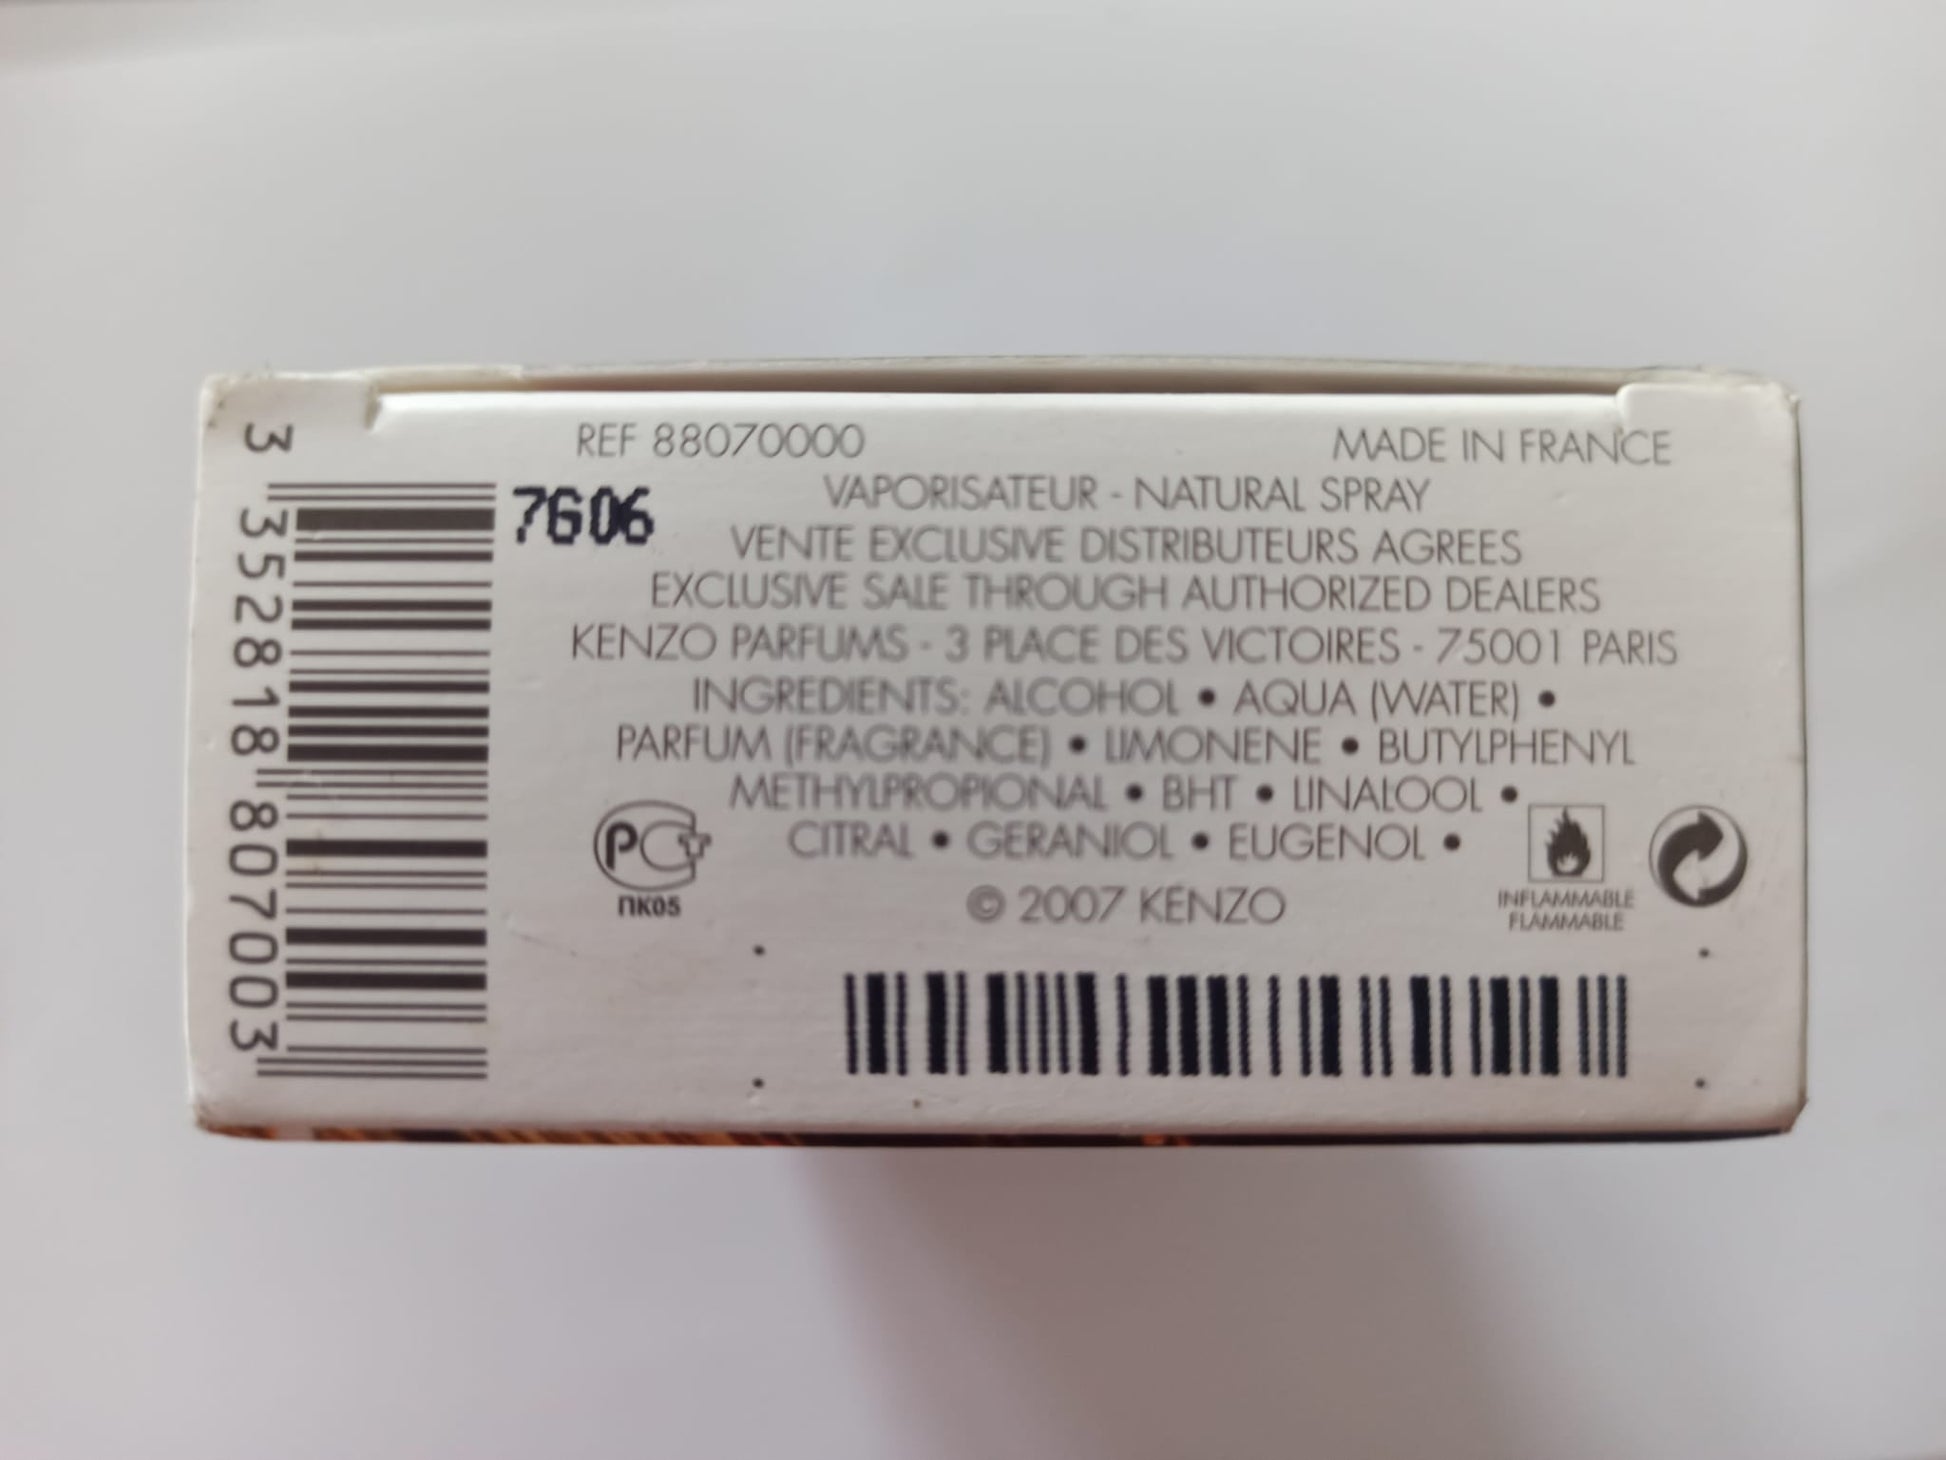 3 352818 807003
7G06
REF 88070000
MADE IN FRANCE
VAPORISATEUR - NATURAL SPRAY
VENTE EXCLUSIVE DISTRIBUTEURS AGREES
EXCLUSIVE SALE THROUGH AUTHORIZED DEALERS
KENZO PARFUMS - 3 PLACE DES VICTOIRES - 75001 PARIS
INGREDIENTS: ALCOHOL • AQUA (WATER) •
PARFUM (FRAGRANCE) • LIMONENE • BUTYLPHENYL
METHYLPROPIONAL • BHT • LINALOOL •
CITRAL • GERANIOL • EUGENOL •
© 2007 KENZO
РСТ
ПК05
INFLAMMABLE
FLAMMABLE